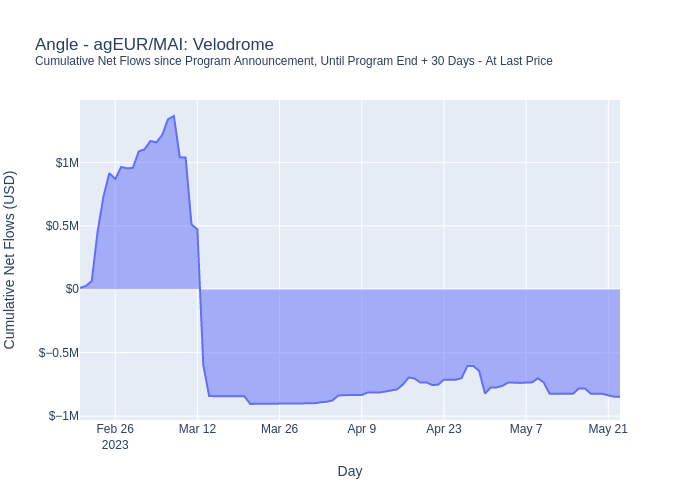 Angle - agEUR/MAI: Velodrome
Cumulative Net Flows since Program Announcement, Until Program End + 30 Days - At Last Price
Cumulative Net Flows (USD)
$1M
$0.5M
$0
$−0.5M
$−1M
Feb 26
2023
Mar 12
Mar 26
Apr 9
Apr 23
May 7
May 21
Day